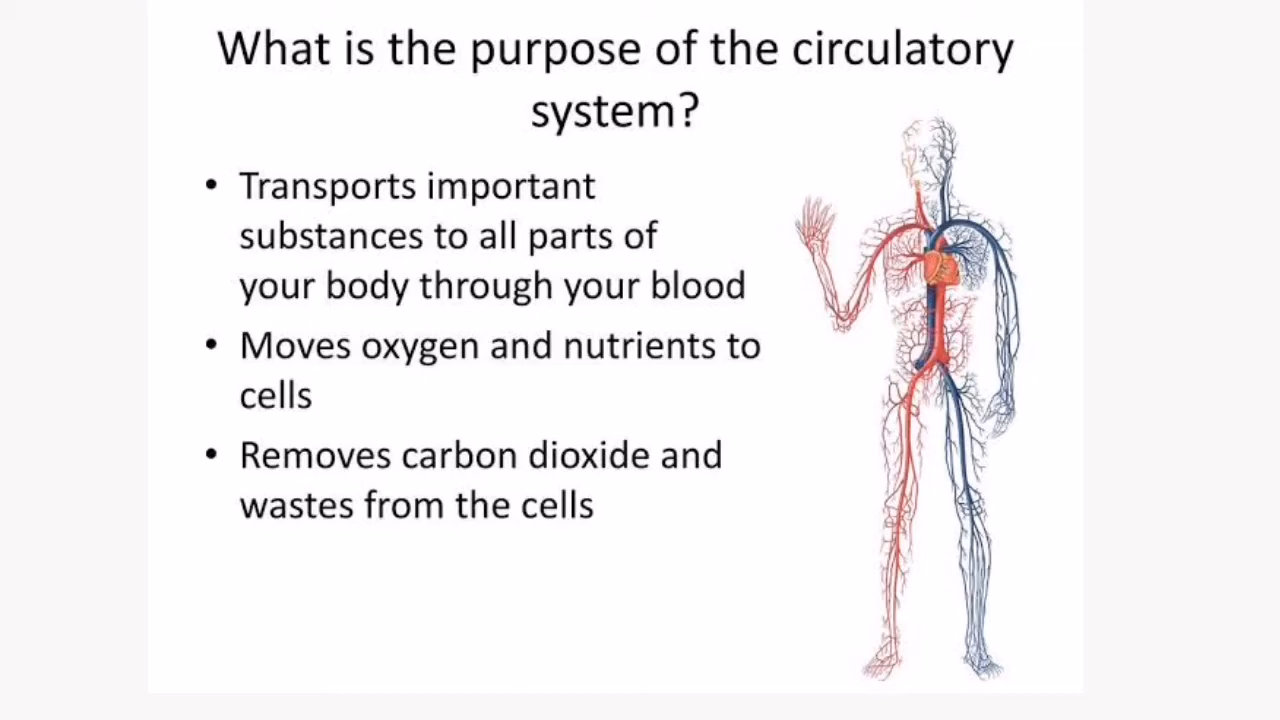 What is the purpose of the circulatory
system?
• Transports important
substances to all parts of
your body through your blood
• Moves oxygen and nutrients to
cells
• Removes carbon dioxide and
wastes from the cells